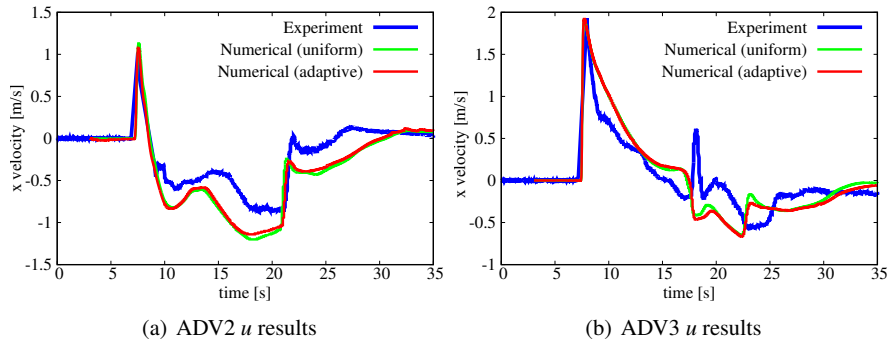 x velocity [m/s]
1.5
1
0.5
0
-0.5
-1
-1.5
0 5 10 15 20 25 30 35
time [s]
Experiment
Numerical (uniform)
Numerical (adaptive)
(a) ADV2 u results
x velocity [m/s]
2
1.5
1
0.5
0
-0.5
-1
0 5 10 15 20 25 30 35
time [s]
Experiment
Numerical (uniform)
Numerical (adaptive)
(b) ADV3 u results